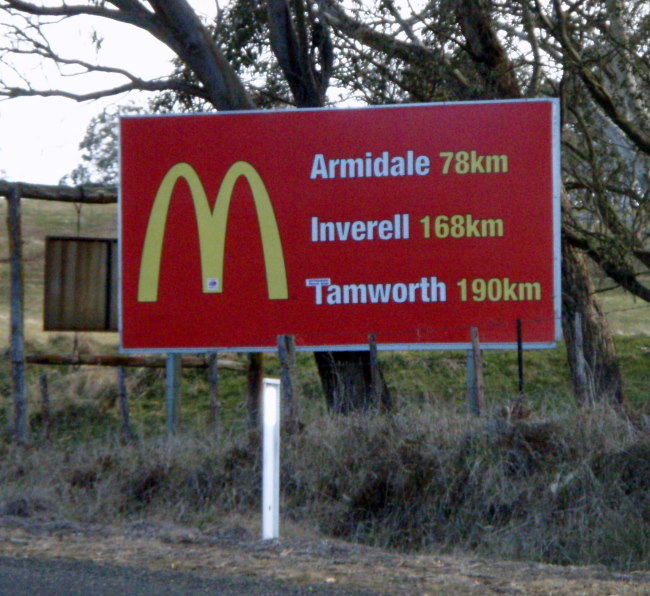 Armidale 78km
Inverell 168km
Tamworth 190km